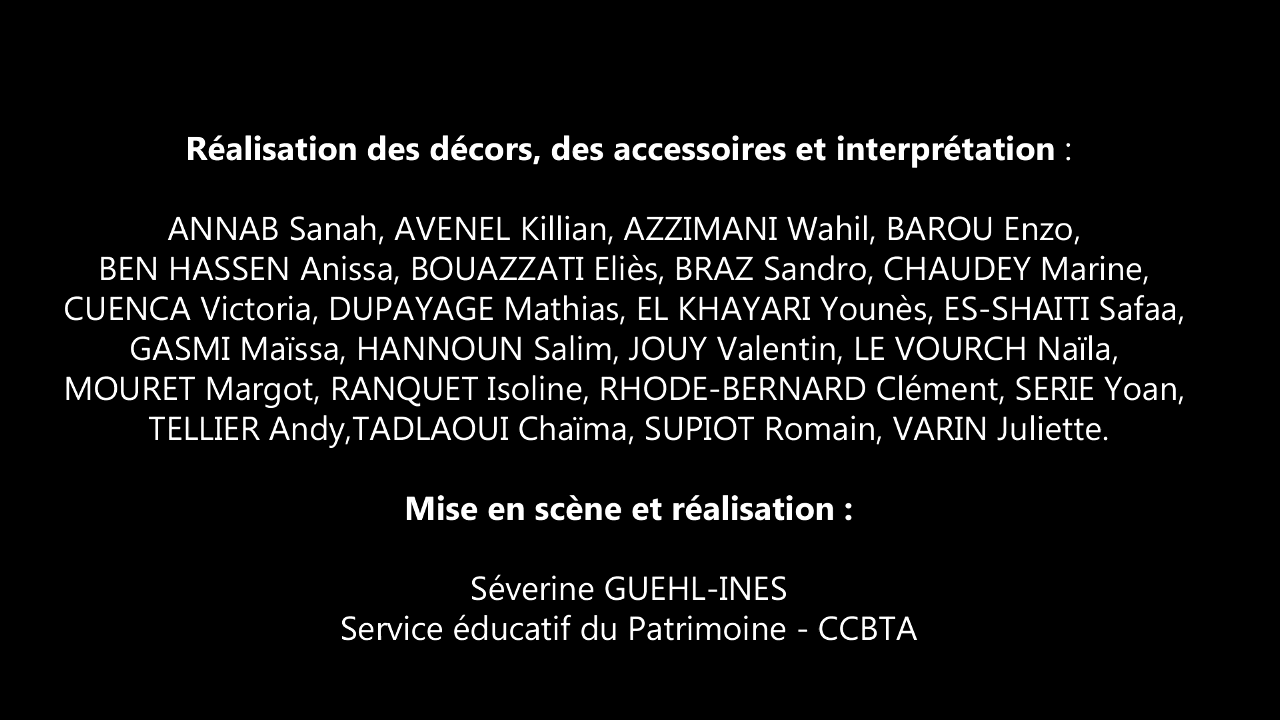 Réalisation des décors, des accessoires et interprétation :
ANNAB Sanah, AVENEL Killian, AZZIMANI Wahil, BAROU Enzo,
BEN HASSEN Anissa, BOUAZZATI Eliès, BRAZ Sandro, CHAUDEY Marine,
CUENCA Victoria, DUPAYAGE Mathias, EL KHAYARI Younès, ES-SHAITI Safaa,
GASMI Maïssa, HANNOUN Salim, JOUY Valentin, LE VOURCH Naïla,
MOURET Margot, RANQUET Isoline, RHODE-BERNARD Clément, SERIE Yoan,
TELLIER Andy,TADLAOUI Chaïma, SUPIOT Romain, VARIN Juliette.
Mise en scène et réalisation :
Séverine GUEHL-INES
Service éducatif du Patrimoine - CCBTA